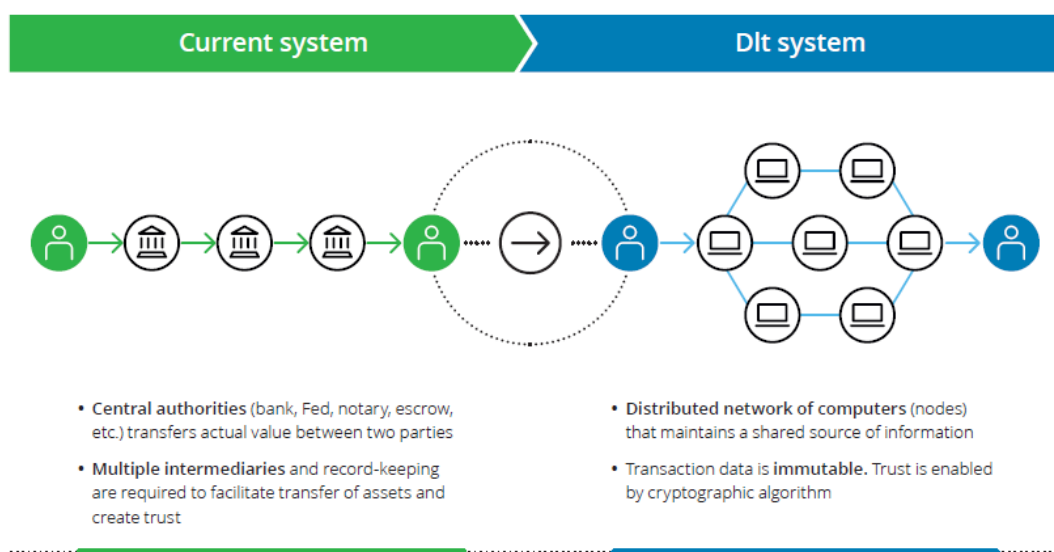 Current system
Dlt system
• Central authorities (bank, Fed, notary, escrow,
etc.) transfers actual value between two parties
• Multiple intermediaries and record-keeping
are required to facilitate transfer of assets and
create trust
• Distributed network of computers (nodes)
that maintains a shared source of information
• Transaction data is immutable. Trust is enabled
by cryptographic algorithm